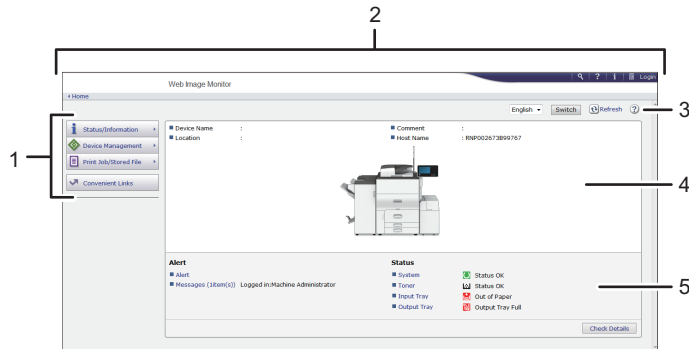 2
Login
Web Image Monitor
Home
English Switch Refresh ?
3
1
Status/Information
Device Management
Print Job/Stored File
Convenient Links
Device Name :
Location :
Comment :
Host Name : RNP002673B99767
4
Alert
Alert
Messages (1item(s)) Logged in:Machine Administrator
Status
System Status OK
Toner Status OK
Input Tray Out of Paper
Output Tray Output Tray Full
5
Check Details